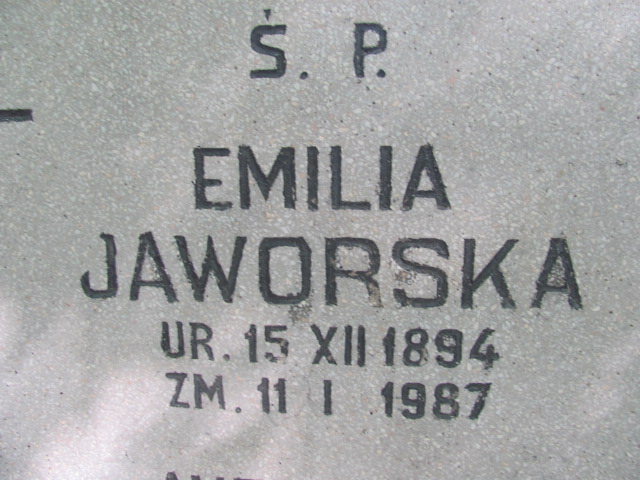 Ś. P.
EMILIA
JAWORSKA
UR. 15 XII 1894
ZM. 11 I 1987